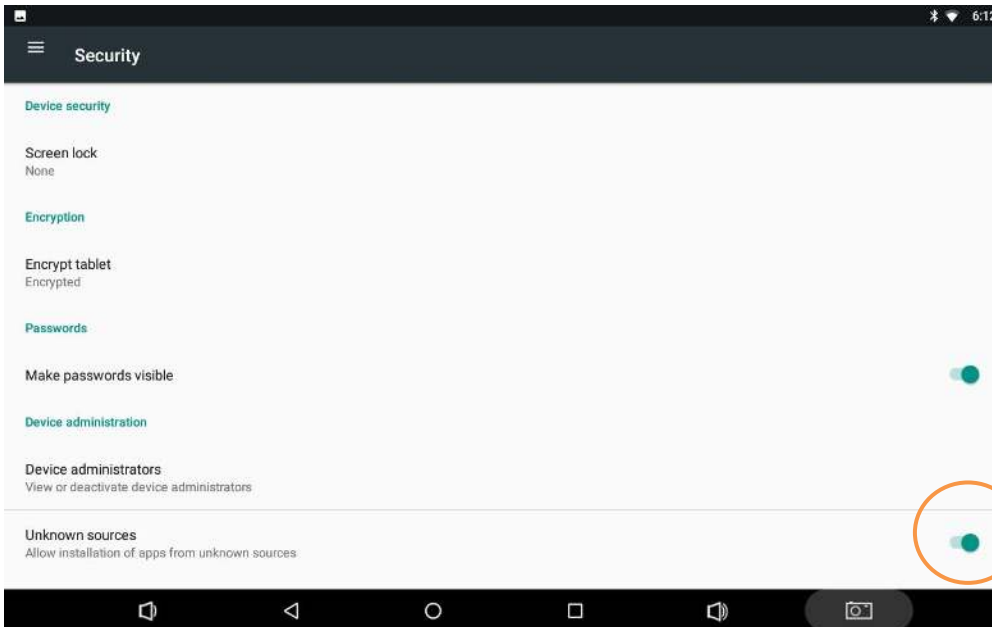 6:12
Security
Device security
Screen lock
None
Encryption
Encrypt tablet
Encrypted
Passwords
Make passwords visible
Device administration
Device administrators
View or deactivate device administrators
Unknown sources
Allow installation of apps from unknown sources